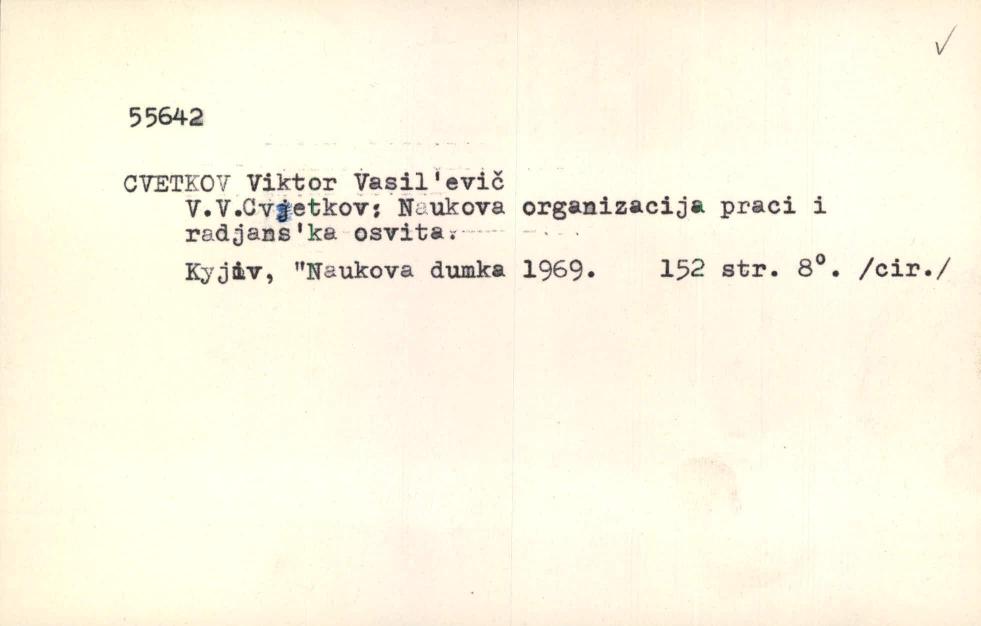 ✓
55642
CVETKOV Viktor Vasil'evič
V.V.Cvjetkov: Naukova organizacija praci i
radjans'ka osvita.
Kyjiv, "Naukova dumka 1969. 152 str. 8°. /cir./